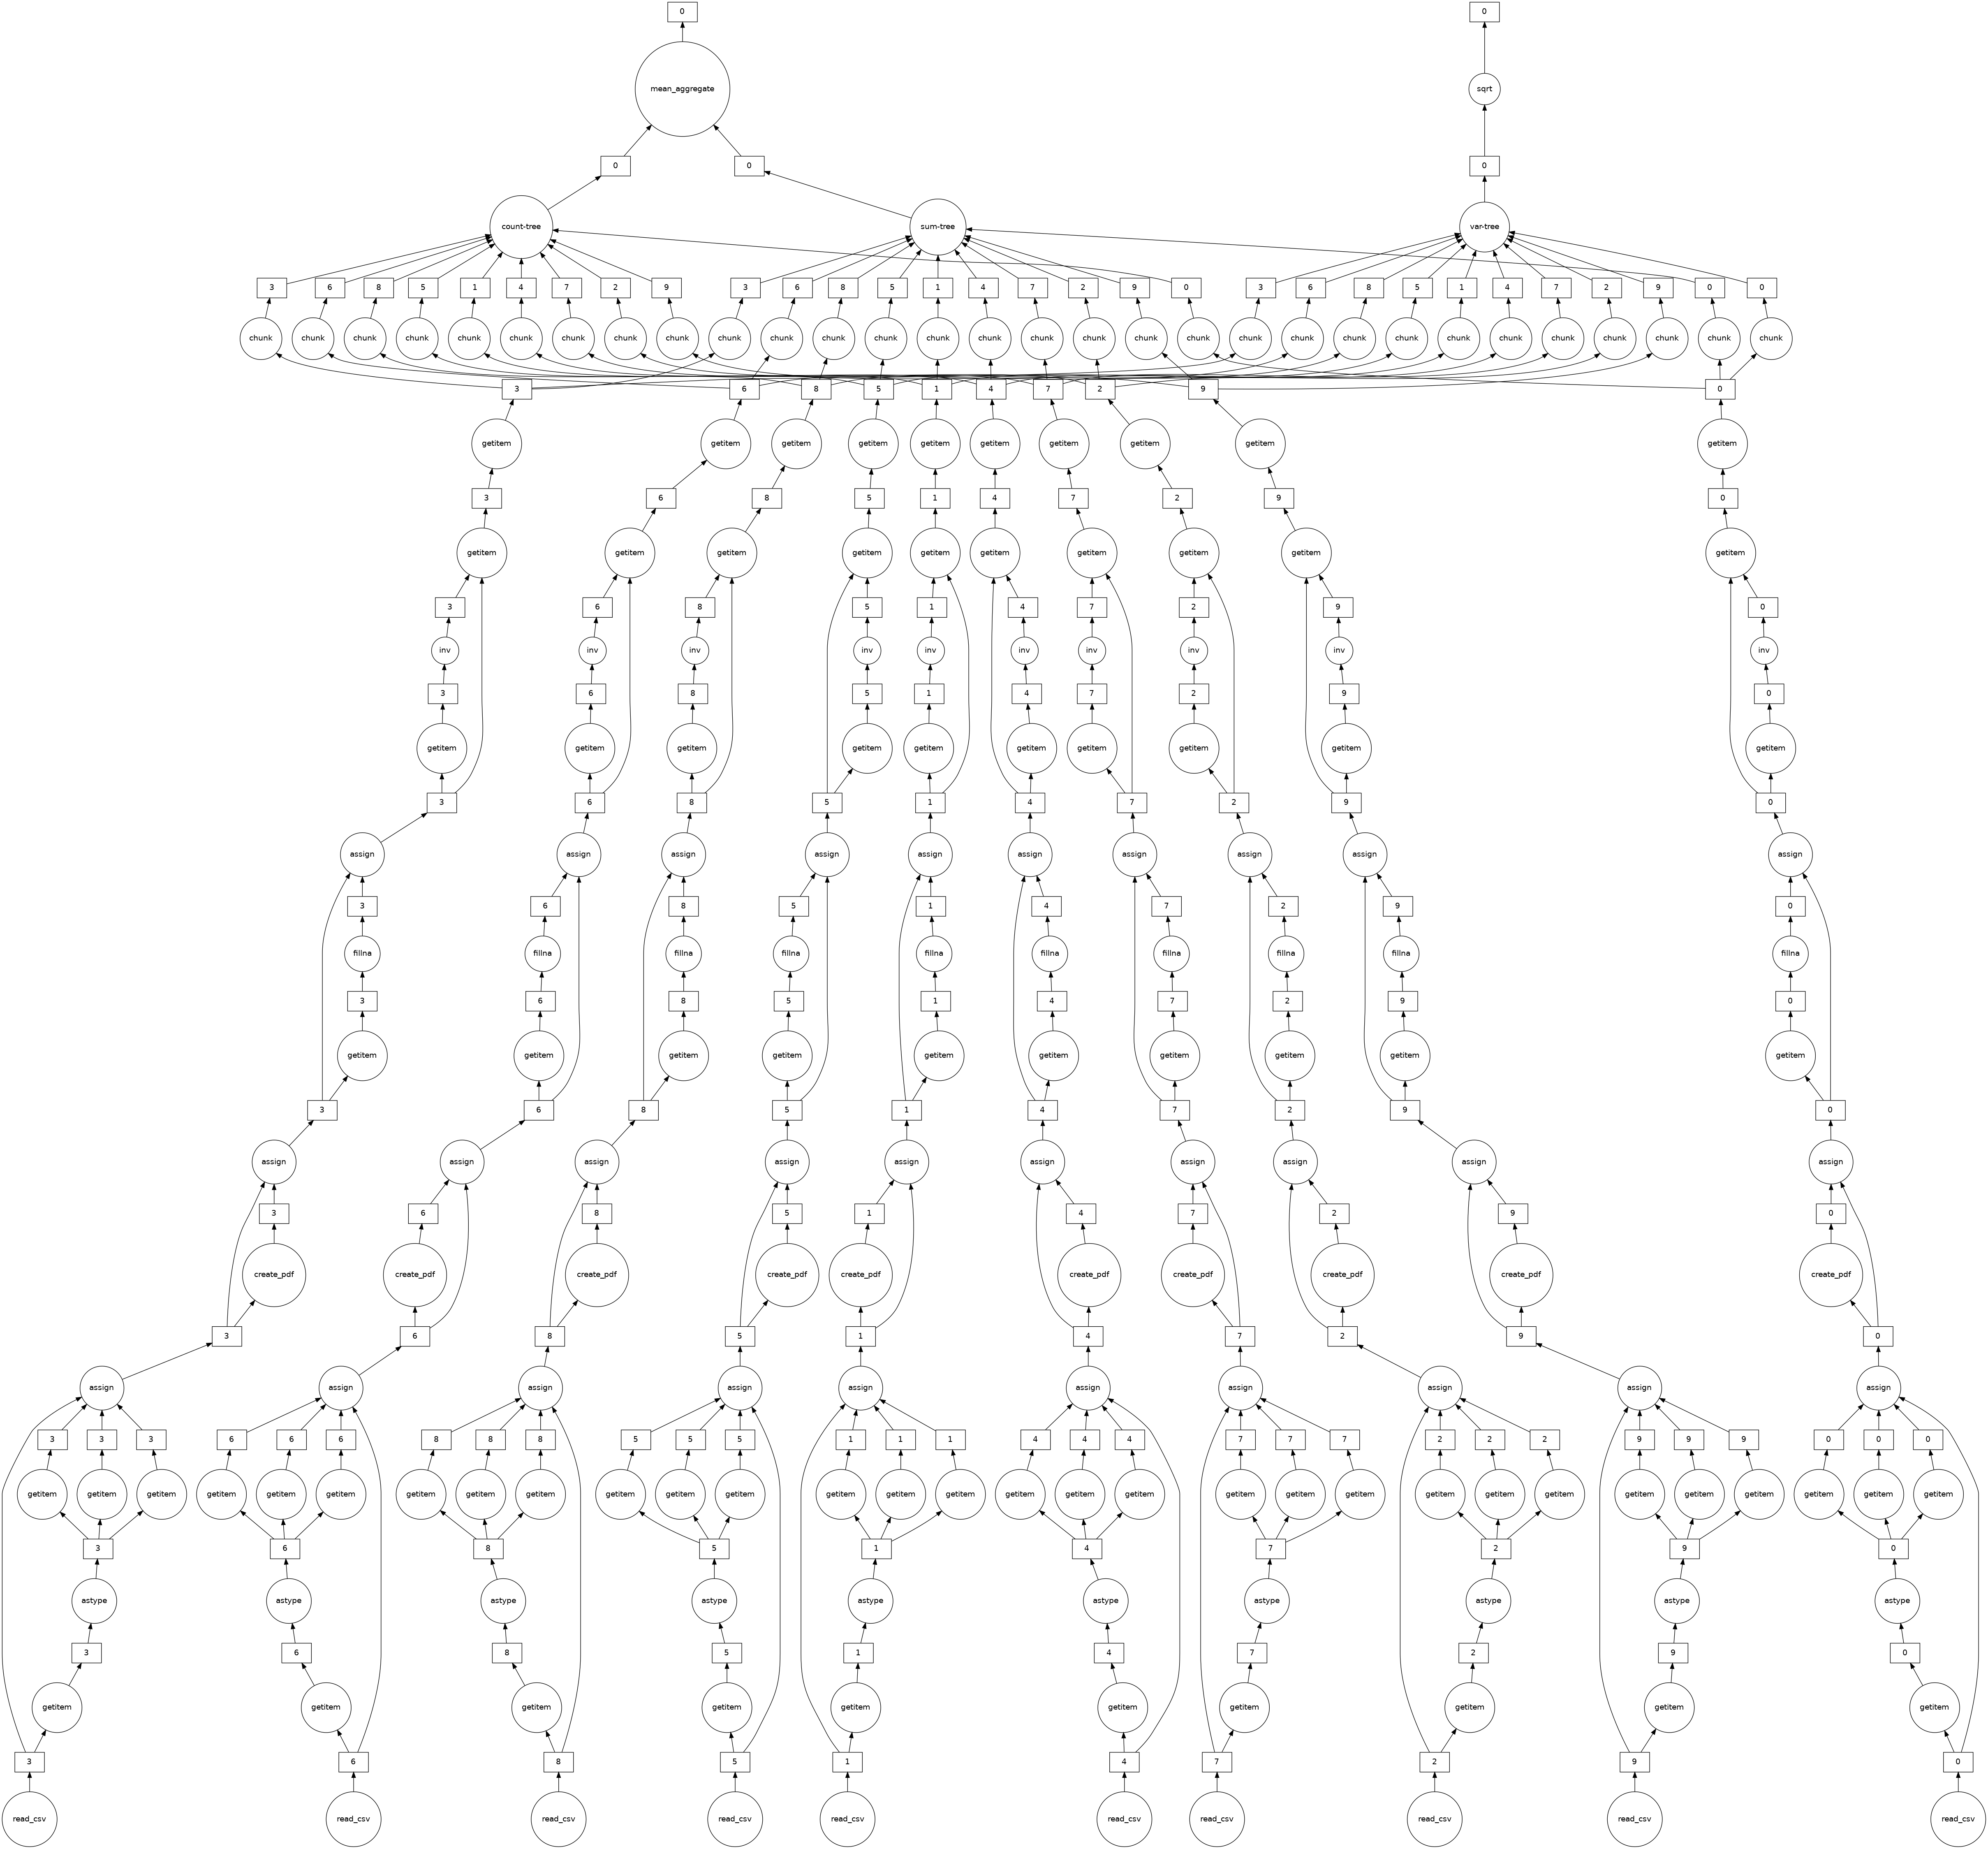 0 0
mean_aggregate sqrt
0 0 0
count-tree sum-tree var-tree
3 6 8 5 1 4 7 2 9 3 6 8 5 1 4 7 2 9 0 3 6 8 5 1 4 7 2 9 0 0
chunk chunk chunk chunk chunk chunk chunk chunk chunk chunk chunk chunk chunk chunk chunk chunk chunk chunk chunk chunk chunk chunk chunk chunk chunk chunk chunk chunk chunk chunk
3 6 8 5 1 4 7 2 9 0
getitem getitem getitem getitem getitem getitem getitem getitem getitem getitem
3 6 8 5 1 4 7 2 9 0
getitem getitem getitem getitem getitem getitem getitem getitem getitem getitem
3 6 8 5 1 4 7 2 9 0
inv inv inv inv inv inv inv inv inv inv
3 6 8 5 1 4 7 2 9 0
getitem getitem getitem getitem getitem getitem getitem getitem getitem getitem
3 6 8 5 1 4 7 2 9 0
assign assign assign assign assign assign assign assign assign assign
3 6 8 5 1 4 7 2 9 0
fillna fillna fillna fillna fillna fillna fillna fillna fillna fillna
3 6 8 5 1 4 7 2 9 0
getitem getitem getitem getitem getitem getitem getitem getitem getitem getitem
3 6 8 5 1 4 7 2 9 0
assign assign assign assign assign assign assign assign assign assign
3 6 8 5 1 4 7 2 9 0
create_pdf create_pdf create_pdf create_pdf create_pdf create_pdf create_pdf create_pdf create_pdf create_pdf
3 6 8 5 1 4 7 2 9 0
assign assign assign assign assign assign assign assign assign assign
3 3 3 6 6 6 8 8 8 5 5 5 1 1 1 4 4 4 7 7 7 2 2 2 9 9 9 0 0 0
getitem getitem getitem getitem getitem getitem getitem getitem getitem getitem getitem getitem getitem getitem getitem getitem getitem getitem getitem getitem getitem getitem getitem getitem getitem getitem getitem getitem getitem getitem
3 6 8 5 1 4 7 2 9 0
astype astype astype astype astype astype astype astype astype astype
3 6 8 5 1 4 7 2 9 0
getitem getitem getitem getitem getitem getitem getitem getitem getitem getitem
3 6 8 5 1 4 7 2 9 0
read_csv read_csv read_csv read_csv read_csv read_csv read_csv read_csv read_csv read_csv